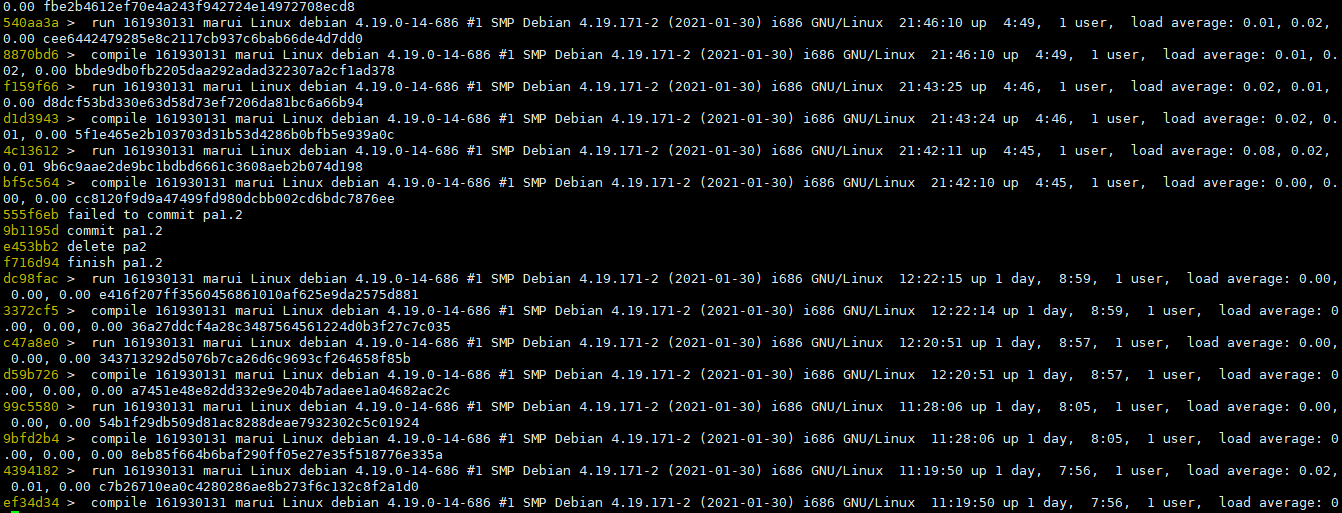 0.00 fbe2b4612ef70e4a243f942724e14972708ecd8
540aa3a >  run 161930131 marui Linux debian 4.19.0-14-686 #1 SMP Debian 4.19.171-2 (2021-01-30) i686 GNU/Linux  21:46:10 up  4:49,  1 user,  load average: 0.01, 0.02,
0.00 cee6442479285e8c2117cb937c6bab66de4d7dd0
8870bd6 >  compile 161930131 marui Linux debian 4.19.0-14-686 #1 SMP Debian 4.19.171-2 (2021-01-30) i686 GNU/Linux  21:46:10 up  4:49,  1 user,  load average: 0.01, 0.
02, 0.00 bbde9db0fb2205daa292adad322307a2cf1ad378
f159f66 >  run 161930131 marui Linux debian 4.19.0-14-686 #1 SMP Debian 4.19.171-2 (2021-01-30) i686 GNU/Linux  21:43:25 up  4:46,  1 user,  load average: 0.02, 0.01,
0.00 d8dcf53bd330e63d58d73ef7206da81bc6a66b94
d1d3943 >  compile 161930131 marui Linux debian 4.19.0-14-686 #1 SMP Debian 4.19.171-2 (2021-01-30) i686 GNU/Linux  21:43:24 up  4:46,  1 user,  load average: 0.02, 0.
01, 0.00 5f1e465e2b103703d31b53d4286b0bfb5e939a0c
4c13612 >  run 161930131 marui Linux debian 4.19.0-14-686 #1 SMP Debian 4.19.171-2 (2021-01-30) i686 GNU/Linux  21:42:11 up  4:45,  1 user,  load average: 0.08, 0.02,
0.01 9b6c9aae2de9bc1bdbd6661c3608aeb2b074d198
bf5c564 >  compile 161930131 marui Linux debian 4.19.0-14-686 #1 SMP Debian 4.19.171-2 (2021-01-30) i686 GNU/Linux  21:42:10 up  4:45,  1 user,  load average: 0.00, 0.
00, 0.00 cc8120f9d9a47499fd980dcbb002cd6bdc7876ee
555f6eb failed to commit pa1.2
9b1195d commit pa1.2
e453bb2 delete pa2
f716d94 finish pa1.2
dc98fac >  run 161930131 marui Linux debian 4.19.0-14-686 #1 SMP Debian 4.19.171-2 (2021-01-30) i686 GNU/Linux  12:22:15 up 1 day,  8:59,  1 user,  load average: 0.00,
 0.00, 0.00 e416f207ff3560456861010af625e9da2575d881
3372cf5 >  compile 161930131 marui Linux debian 4.19.0-14-686 #1 SMP Debian 4.19.171-2 (2021-01-30) i686 GNU/Linux  12:22:14 up 1 day,  8:59,  1 user,  load average: 0
.00, 0.00, 0.00 36a27ddcf4a28c3487564561224d0b3f27c7c035
c47a8e0 >  run 161930131 marui Linux debian 4.19.0-14-686 #1 SMP Debian 4.19.171-2 (2021-01-30) i686 GNU/Linux  12:20:51 up 1 day,  8:57,  1 user,  load average: 0.00,
 0.00, 0.00 343713292d5076b7ca26d6c9693cf264658f85b
d59b726 >  compile 161930131 marui Linux debian 4.19.0-14-686 #1 SMP Debian 4.19.171-2 (2021-01-30) i686 GNU/Linux  12:20:51 up 1 day,  8:57,  1 user,  load average: 0
.00, 0.00, 0.00 a7451e48e82dd332e9e204b7adaee1a04682ac2c
99c5580 >  run 161930131 marui Linux debian 4.19.0-14-686 #1 SMP Debian 4.19.171-2 (2021-01-30) i686 GNU/Linux  11:28:06 up 1 day,  8:05,  1 user,  load average: 0.00,
 0.00, 0.00 54b1f29db509d81ac8288deae7932302c5c01924
9bfd2b4 >  compile 161930131 marui Linux debian 4.19.0-14-686 #1 SMP Debian 4.19.171-2 (2021-01-30) i686 GNU/Linux  11:28:06 up 1 day,  8:05,  1 user,  load average: 0
.00, 0.00, 0.00 8eb85f664b6baf290ff05e27e35f518776e335a
4394182 >  run 161930131 marui Linux debian 4.19.0-14-686 #1 SMP Debian 4.19.171-2 (2021-01-30) i686 GNU/Linux  11:19:50 up 1 day,  7:56,  1 user,  load average: 0.02,
 0.01, 0.00 c7b26710ea0c4280286ae8b273f6c132c8f2a1d0
ef34d34 >  compile 161930131 marui Linux debian 4.19.0-14-686 #1 SMP Debian 4.19.171-2 (2021-01-30) i686 GNU/Linux  11:19:50 up 1 day,  7:56,  1 user,  load average: 0